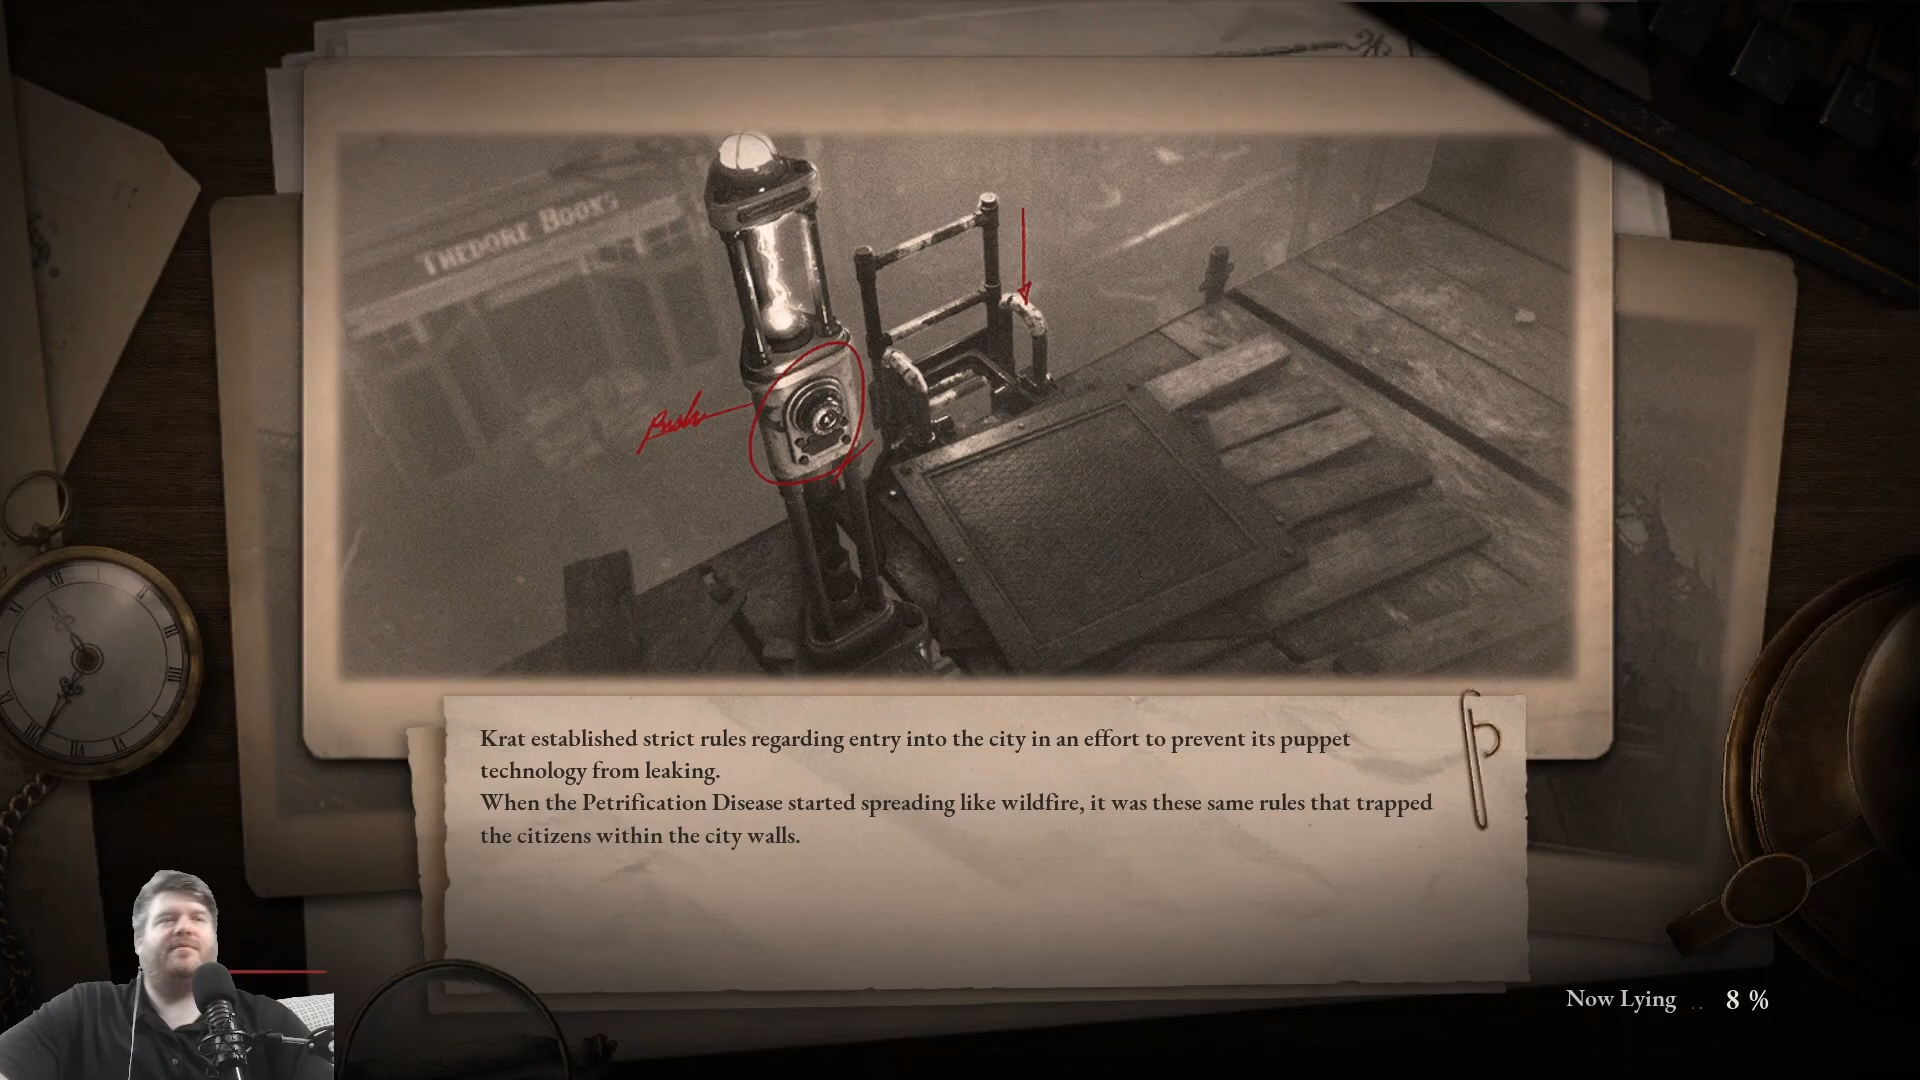 THEDORE BOOKS
Push
Krat established strict rules regarding entry into the city in an effort to prevent its puppet
technology from leaking.
When the Petrification Disease started spreading like wildfire, it was these same rules that trapped
the citizens within the city walls.
Now Lying .. 8 %